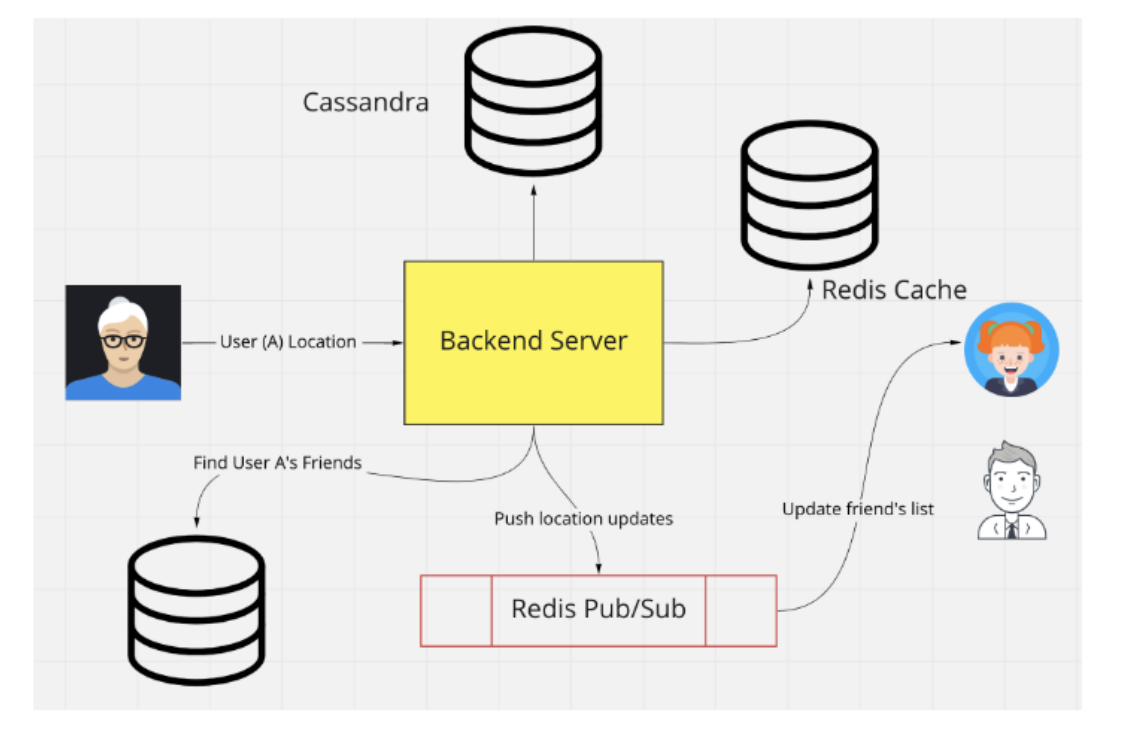 Cassandra
Redis Cache
User (A) Location
Backend Server
Find User A's Friends
Push location updates
Update friend's list
Redis Pub/Sub